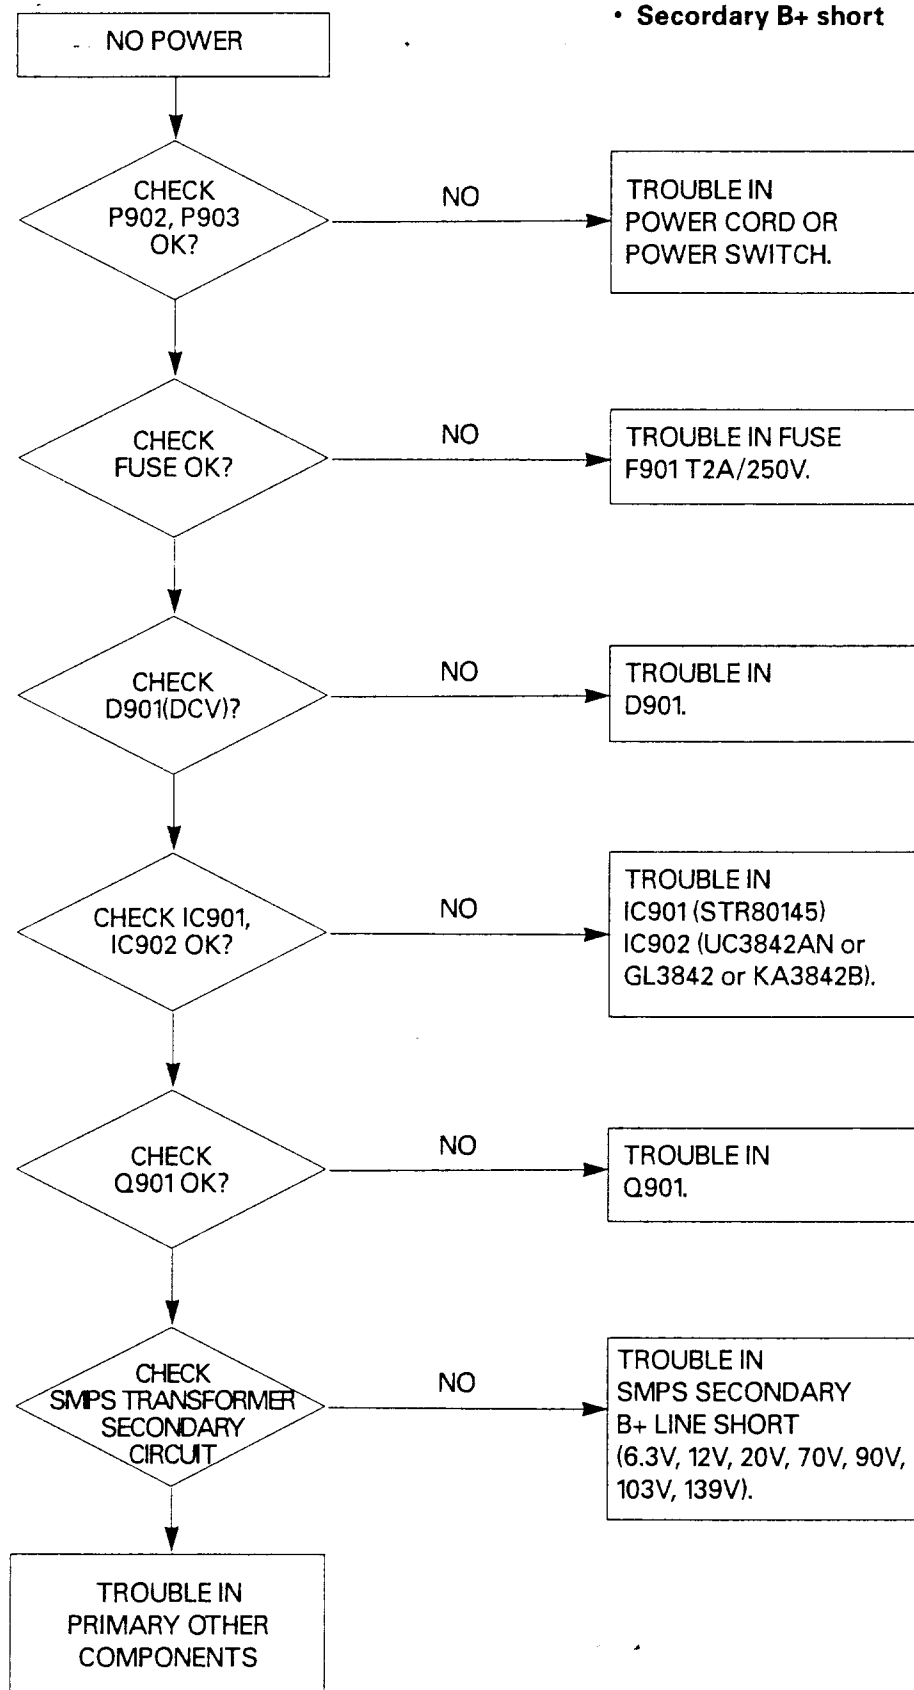 • Secordary B+ short
NO POWER
CHECK
P902, P903
OK?
NO
TROUBLE IN
POWER CORD OR
POWER SWITCH.
CHECK
FUSE OK?
NO
TROUBLE IN FUSE
F901 T2A/250V.
CHECK
D901(DCV)?
NO
TROUBLE IN
D901.
CHECK IC901,
IC902 OK?
NO
TROUBLE IN
IC901 (STR80145)
IC902 (UC3842AN or
GL3842 or KA3842B).
CHECK
Q901 OK?
NO
TROUBLE IN
Q901.
CHECK
SMPS TRANSFORMER
SECONDARY
CIRCUIT
NO
TROUBLE IN
SMPS SECONDARY
B+ LINE SHORT
(6.3V, 12V, 20V, 70V, 90V,
103V, 139V).
TROUBLE IN
PRIMARY OTHER
COMPONENTS